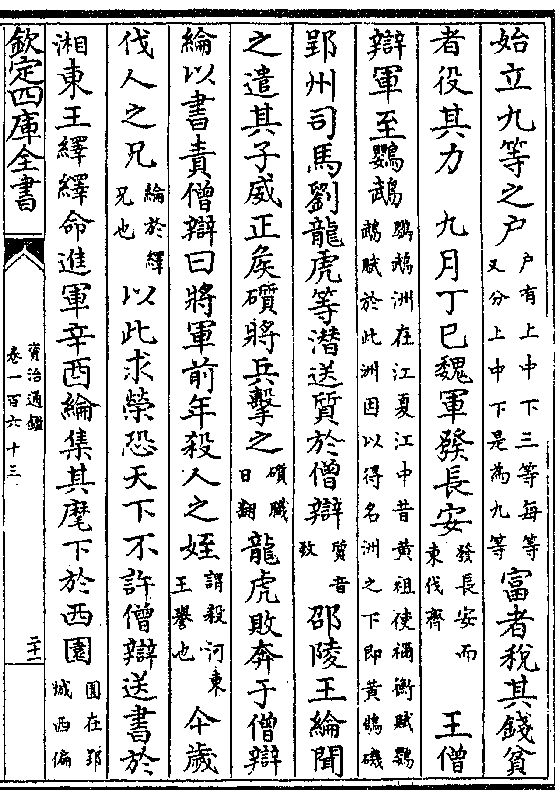 始立九等之户户有上中下三等每等又分上中下是為九等富者税其錢貧
者役其力　九月丁巳魏軍發長安發長安而東伐齊　王僧
辯軍至鸚鵡鸚鵡洲在江夏江中昔黄祖使禰衡賦鸚鵡賦於此洲因以得名洲之下即黄鵠磯
郢州司馬劉龍虎等潜送質於僧辯質音致　邵陵王綸聞
之遣其子威正矦礩將兵擊之礩職日翻龍虎敗奔于僧辯
綸以書責僧辯曰將軍前年殺人之姪謂殺河東王譽也今歲
伐人之兄綸於繹兄也以此求榮恐天下不許僧辯送書於
湘東王繹繹命進軍辛酉綸集其麾下於西園園在郢城西偏
欽定四庫全書
資治通鑑
卷一百六十三
二十二